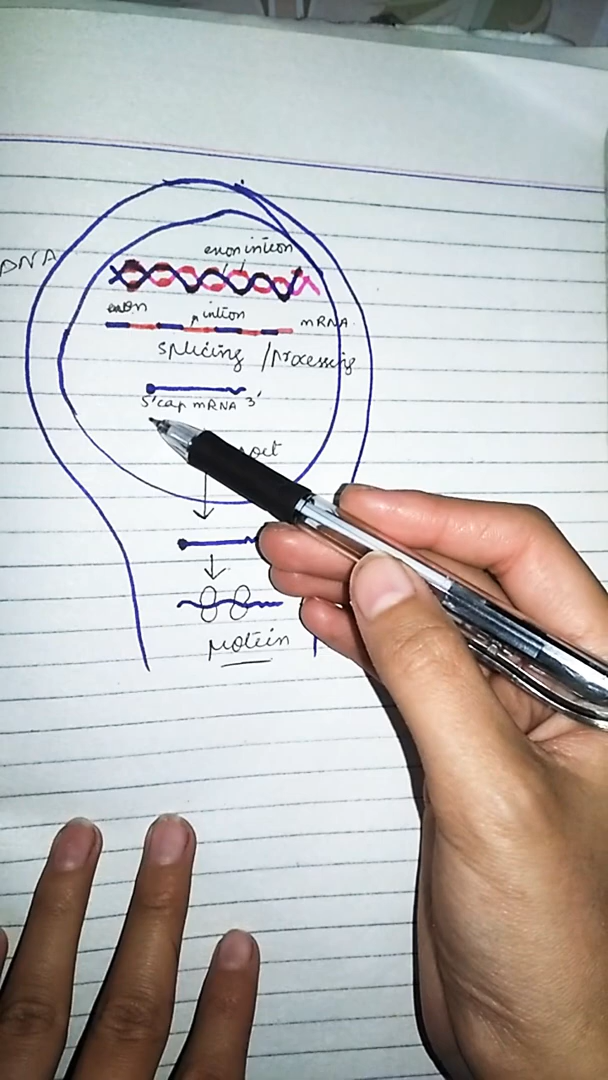 exon intron
DNA
exon intron
mRNA
splicing / processing
5' cap mRNA 3'
protein